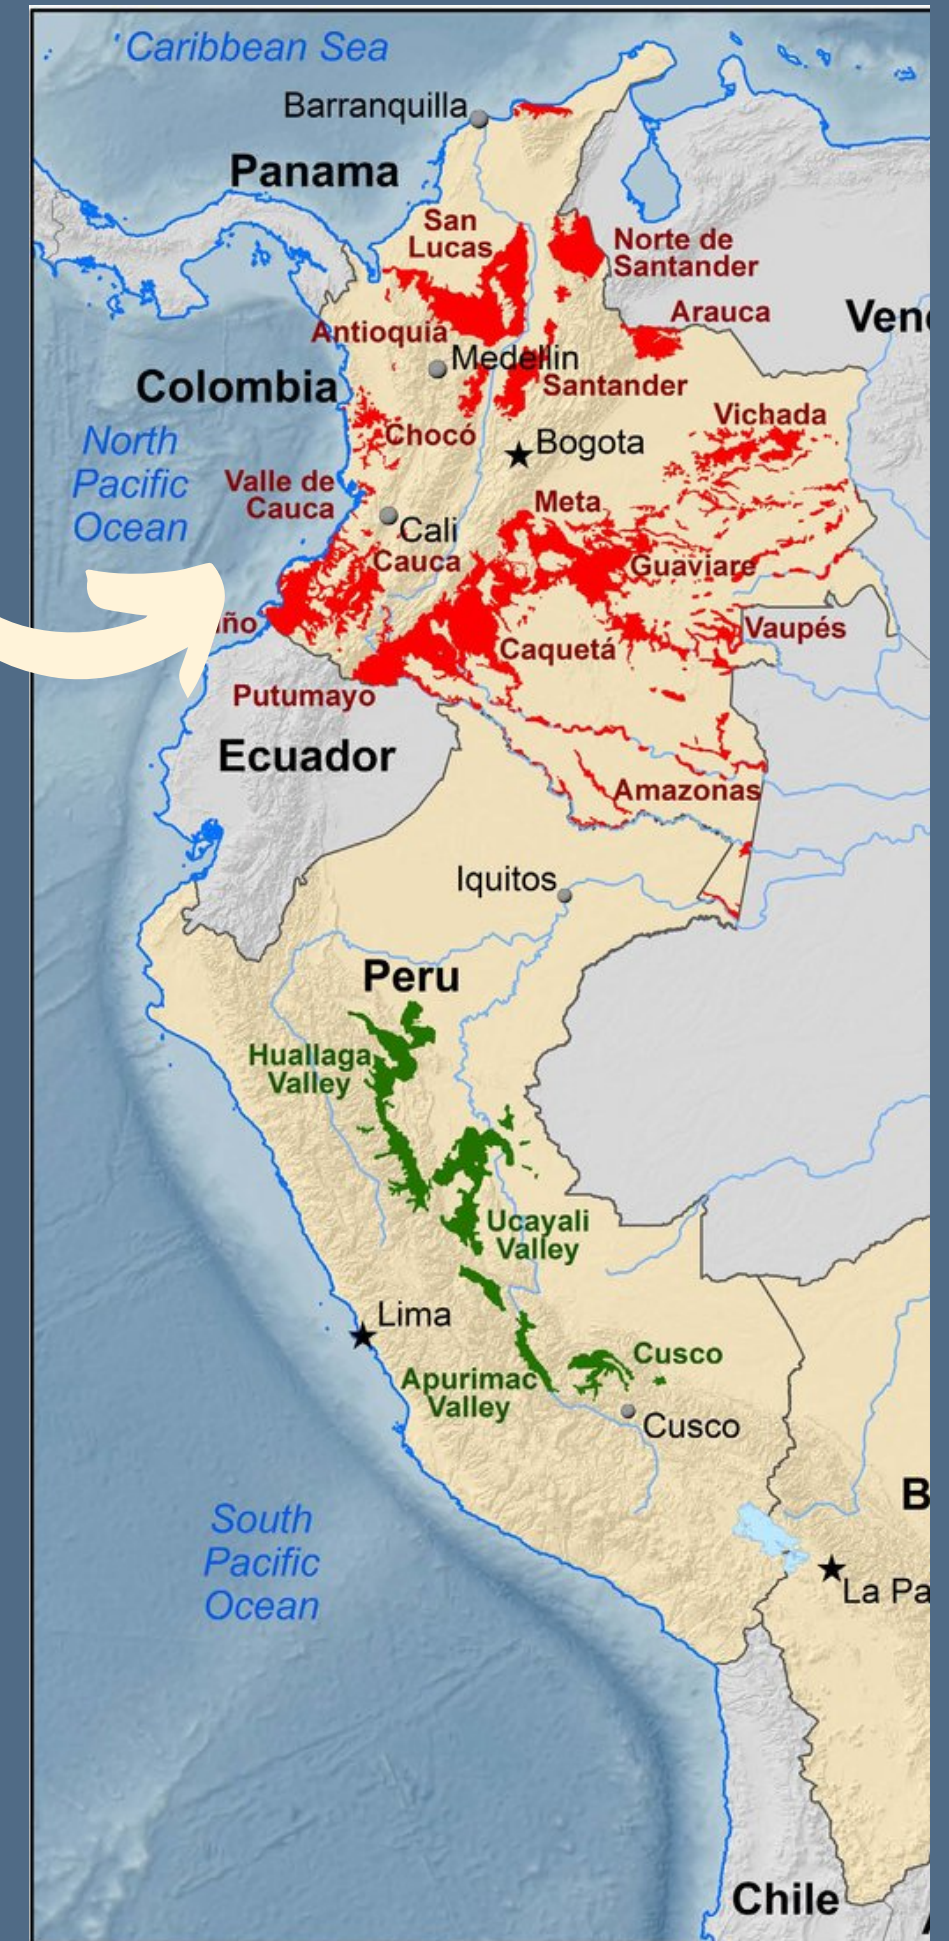 Caribbean Sea
Barranquilla
Panama
San
Lucas
Norte de
Santander
Arauca
Antioquia
Ven
Medellin
Colombia
Santander
Vichada
North
Pacific
Ocean
Chocó
Bogota
Valle de
Cauca
Meta
Cali
Cauca
Guaviare
ño
Vaupés
Caquetá
Putumayo
Ecuador
Amazonas
Iquitos
Peru
Huallaga
Valley
Ucayali
Valley
Lima
Cusco
Apurimac
Valley
Cusco
South
Pacific
Ocean
B
La Pa
Chile